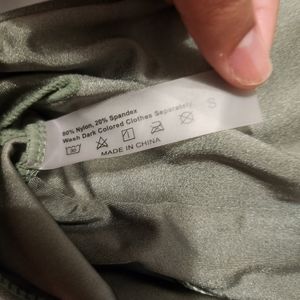 80% Nylon, 20% Spandex
Wash Dark Colored Clothes Separately
S
MADE IN CHINA